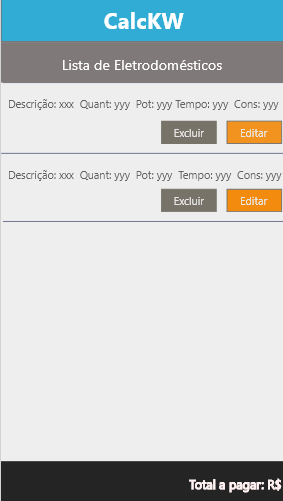 CalcKW
Lista de Eletrodomésticos
Descrição: xxx Quant: yyy Pot: yyy Tempo: yyy Cons: yyy
Excluir Editar
Descrição: xxx Quant: yyy Pot: yyy Tempo: yyy Cons: yyy
Excluir Editar
Total a pagar: R$